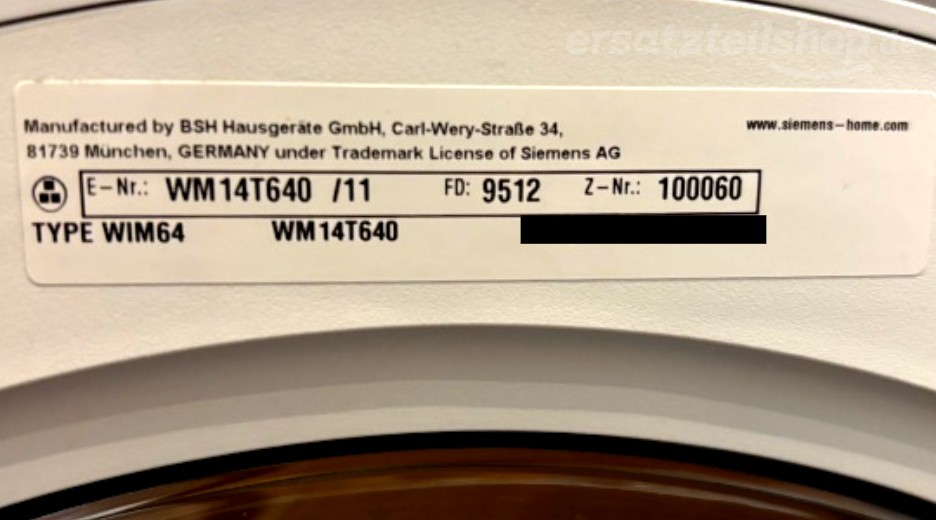 ersatzteilshop
Manufactured by BSH Hausgeräte GmbH, Carl-Wery-Straße 34,
www.siemens-home.com
81739 München, GERMANY under Trademark License of Siemens AG
E-Nr.: WM14T640 /11 FD: 9512 Z-Nr.: 100060
TYPE WIM64 WM14T640